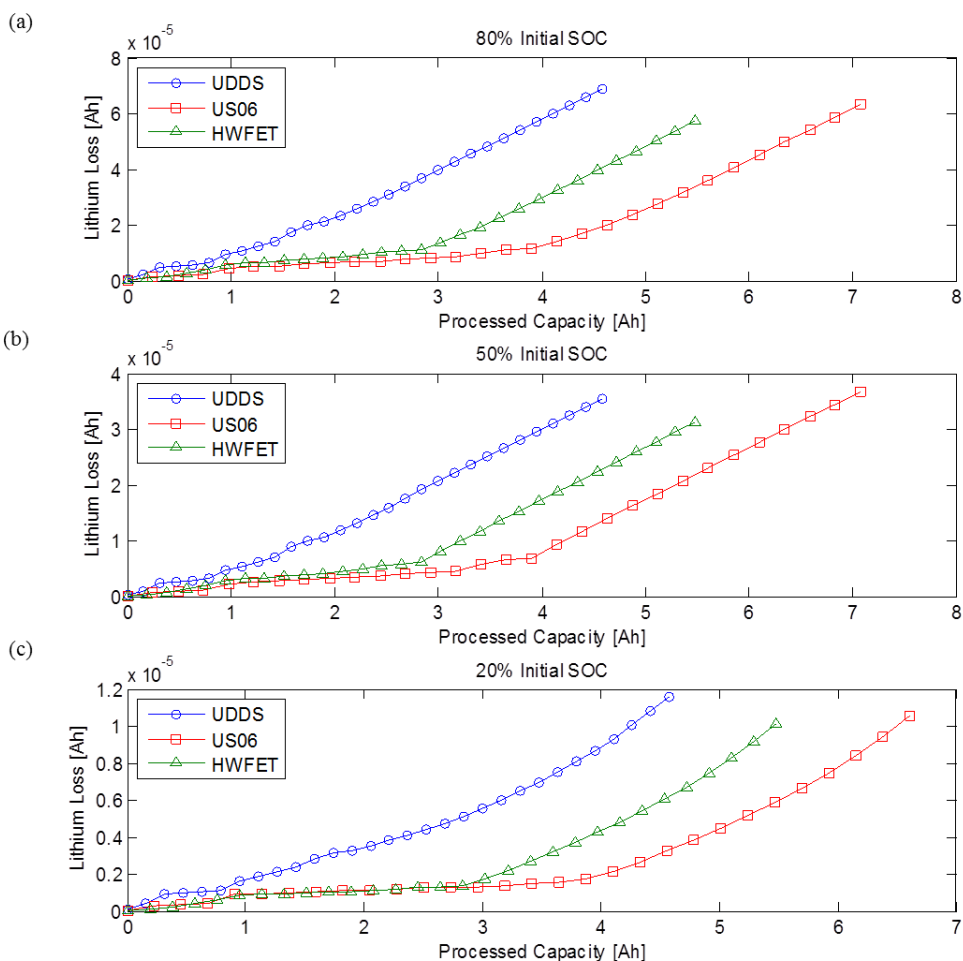 (a)
x 10^-5
80% Initial SOC
Lithium Loss [Ah]
8
6
4
2
0
UDDS
US06
HWFET
0 1 2 3 4 5 6 7 8
Processed Capacity [Ah]
(b)
x 10^-5
50% Initial SOC
Lithium Loss [Ah]
4
3
2
1
0
UDDS
US06
HWFET
0 1 2 3 4 5 6 7 8
Processed Capacity [Ah]
(c)
x 10^-5
20% Initial SOC
Lithium Loss [Ah]
1.2
1
0.8
0.6
0.4
0.2
0
UDDS
US06
HWFET
0 1 2 3 4 5 6 7
Processed Capacity [Ah]